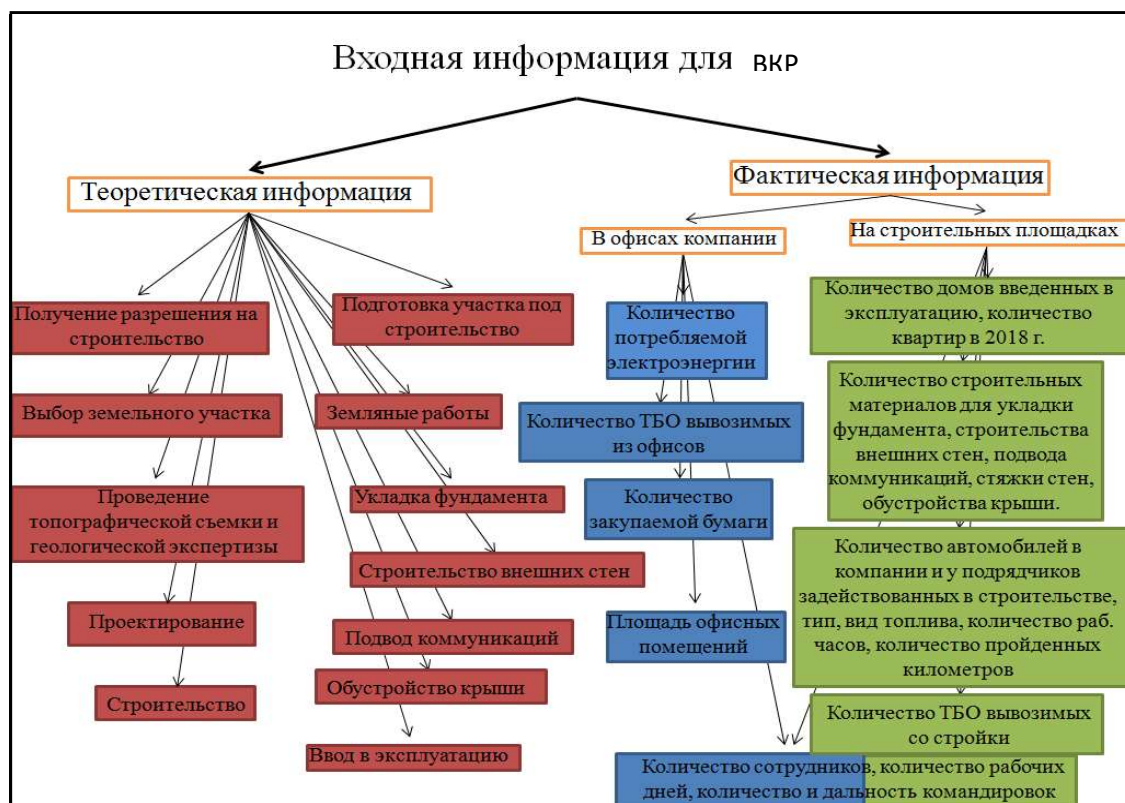 Входная информация для ВКР
Теоретическая информация
Получение разрешения на
строительство
Выбор земельного участка
Проведение
топографической съемки и
геологической экспертизы
Проектирование
Строительство
Подготовка участка под
строительство
Земляные работы
Укладка фундамента
Строительство внешних стен
Подвод коммуникаций
Обустройство крыши
Ввод в эксплуатацию
Фактическая информация
В офисах компании
Количество
потребляемой
электроэнергии
Количество ТБО вывозимых
из офисов
Количество
закупаемой бумаги
Площадь офисных
помещений
На строительных площадках
Количество домов введенных в
эксплуатацию, количество
квартир в 2018 г.
Количество строительных
материалов для укладки
фундамента, строительства
внешних стен, подвода
коммуникаций, стяжки стен,
обустройства крыши.
Количество автомобилей в
компании и у подрядчиков
задействованных в строительстве,
тип, вид топлива, количество раб.
часов, количество пройденных
километров
Количество ТБО вывозимых
со стройки
Количество сотрудников, количество рабочих
дней, количество и дальность командировок